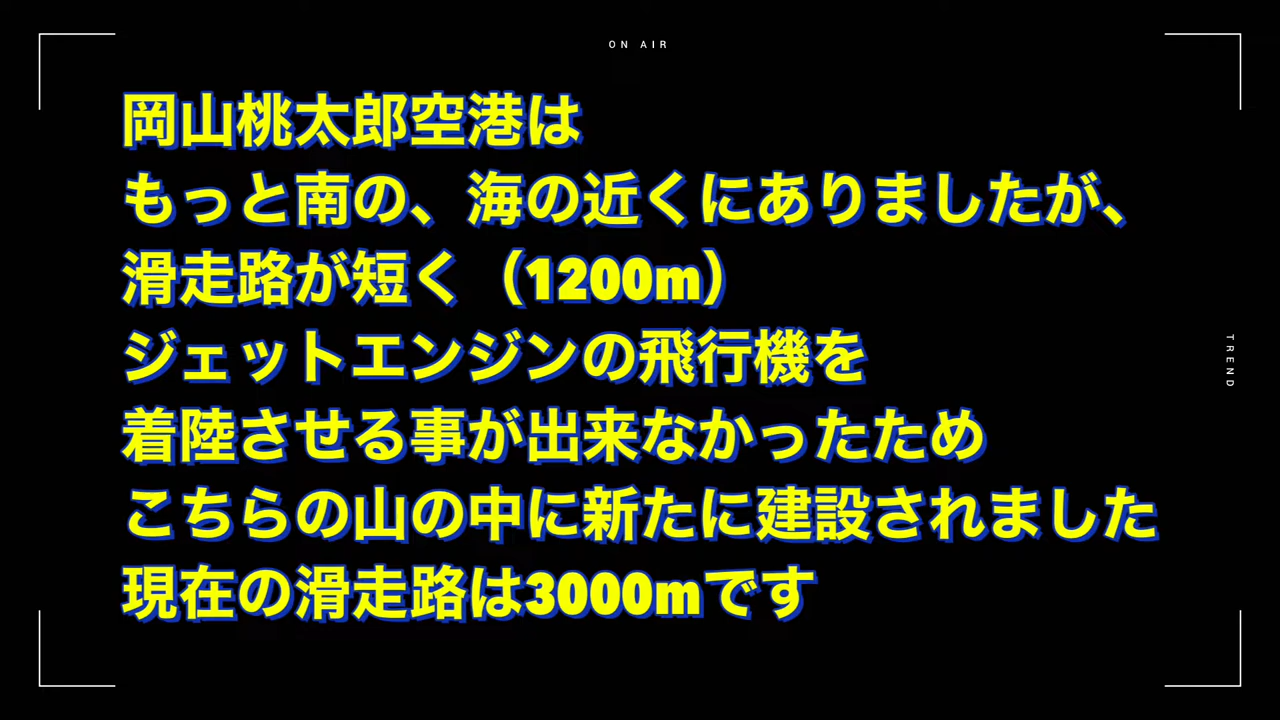 ON AIR
岡山桃太郎空港は
もっと南の、海の近くにありましたが、
滑走路が短く（1200m）
ジェットエンジンの飛行機を
着陸させる事が出来なかったため
こちらの山の中に新たに建設されました
現在の滑走路は3000mです
TREND